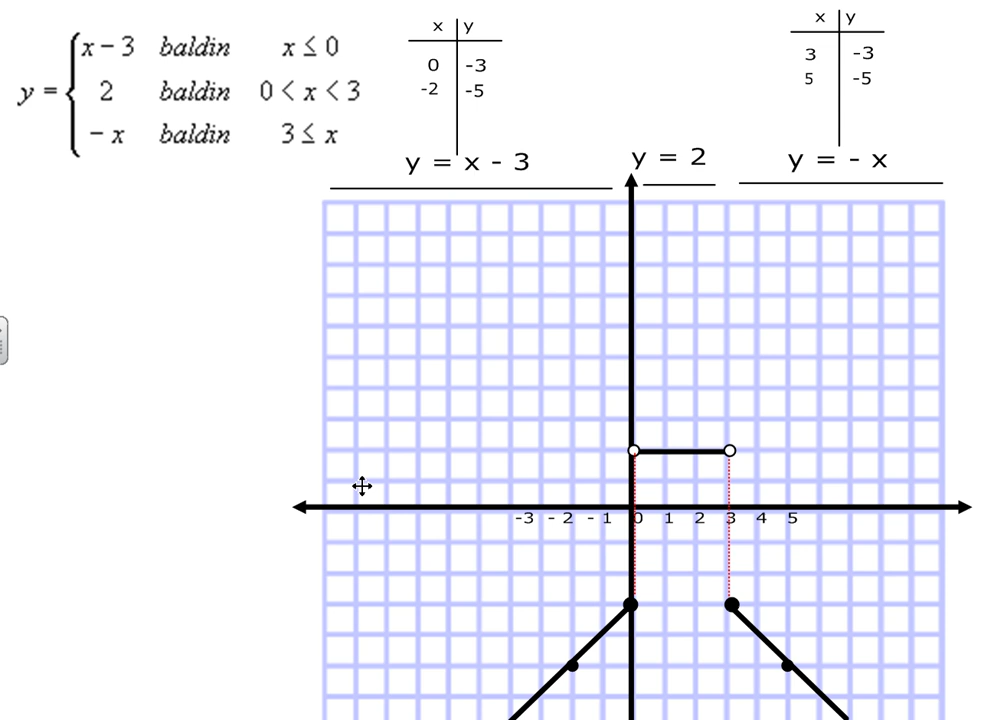 y = { x − 3 baldin x ≤ 0
2 baldin 0 < x < 3
− x baldin 3 ≤ x
x y
0 -3
-2 -5
x y
3 -3
5 -5
y = x - 3
y = 2
y = - x
-3 - 2 - 1 0 1 2 3 4 5